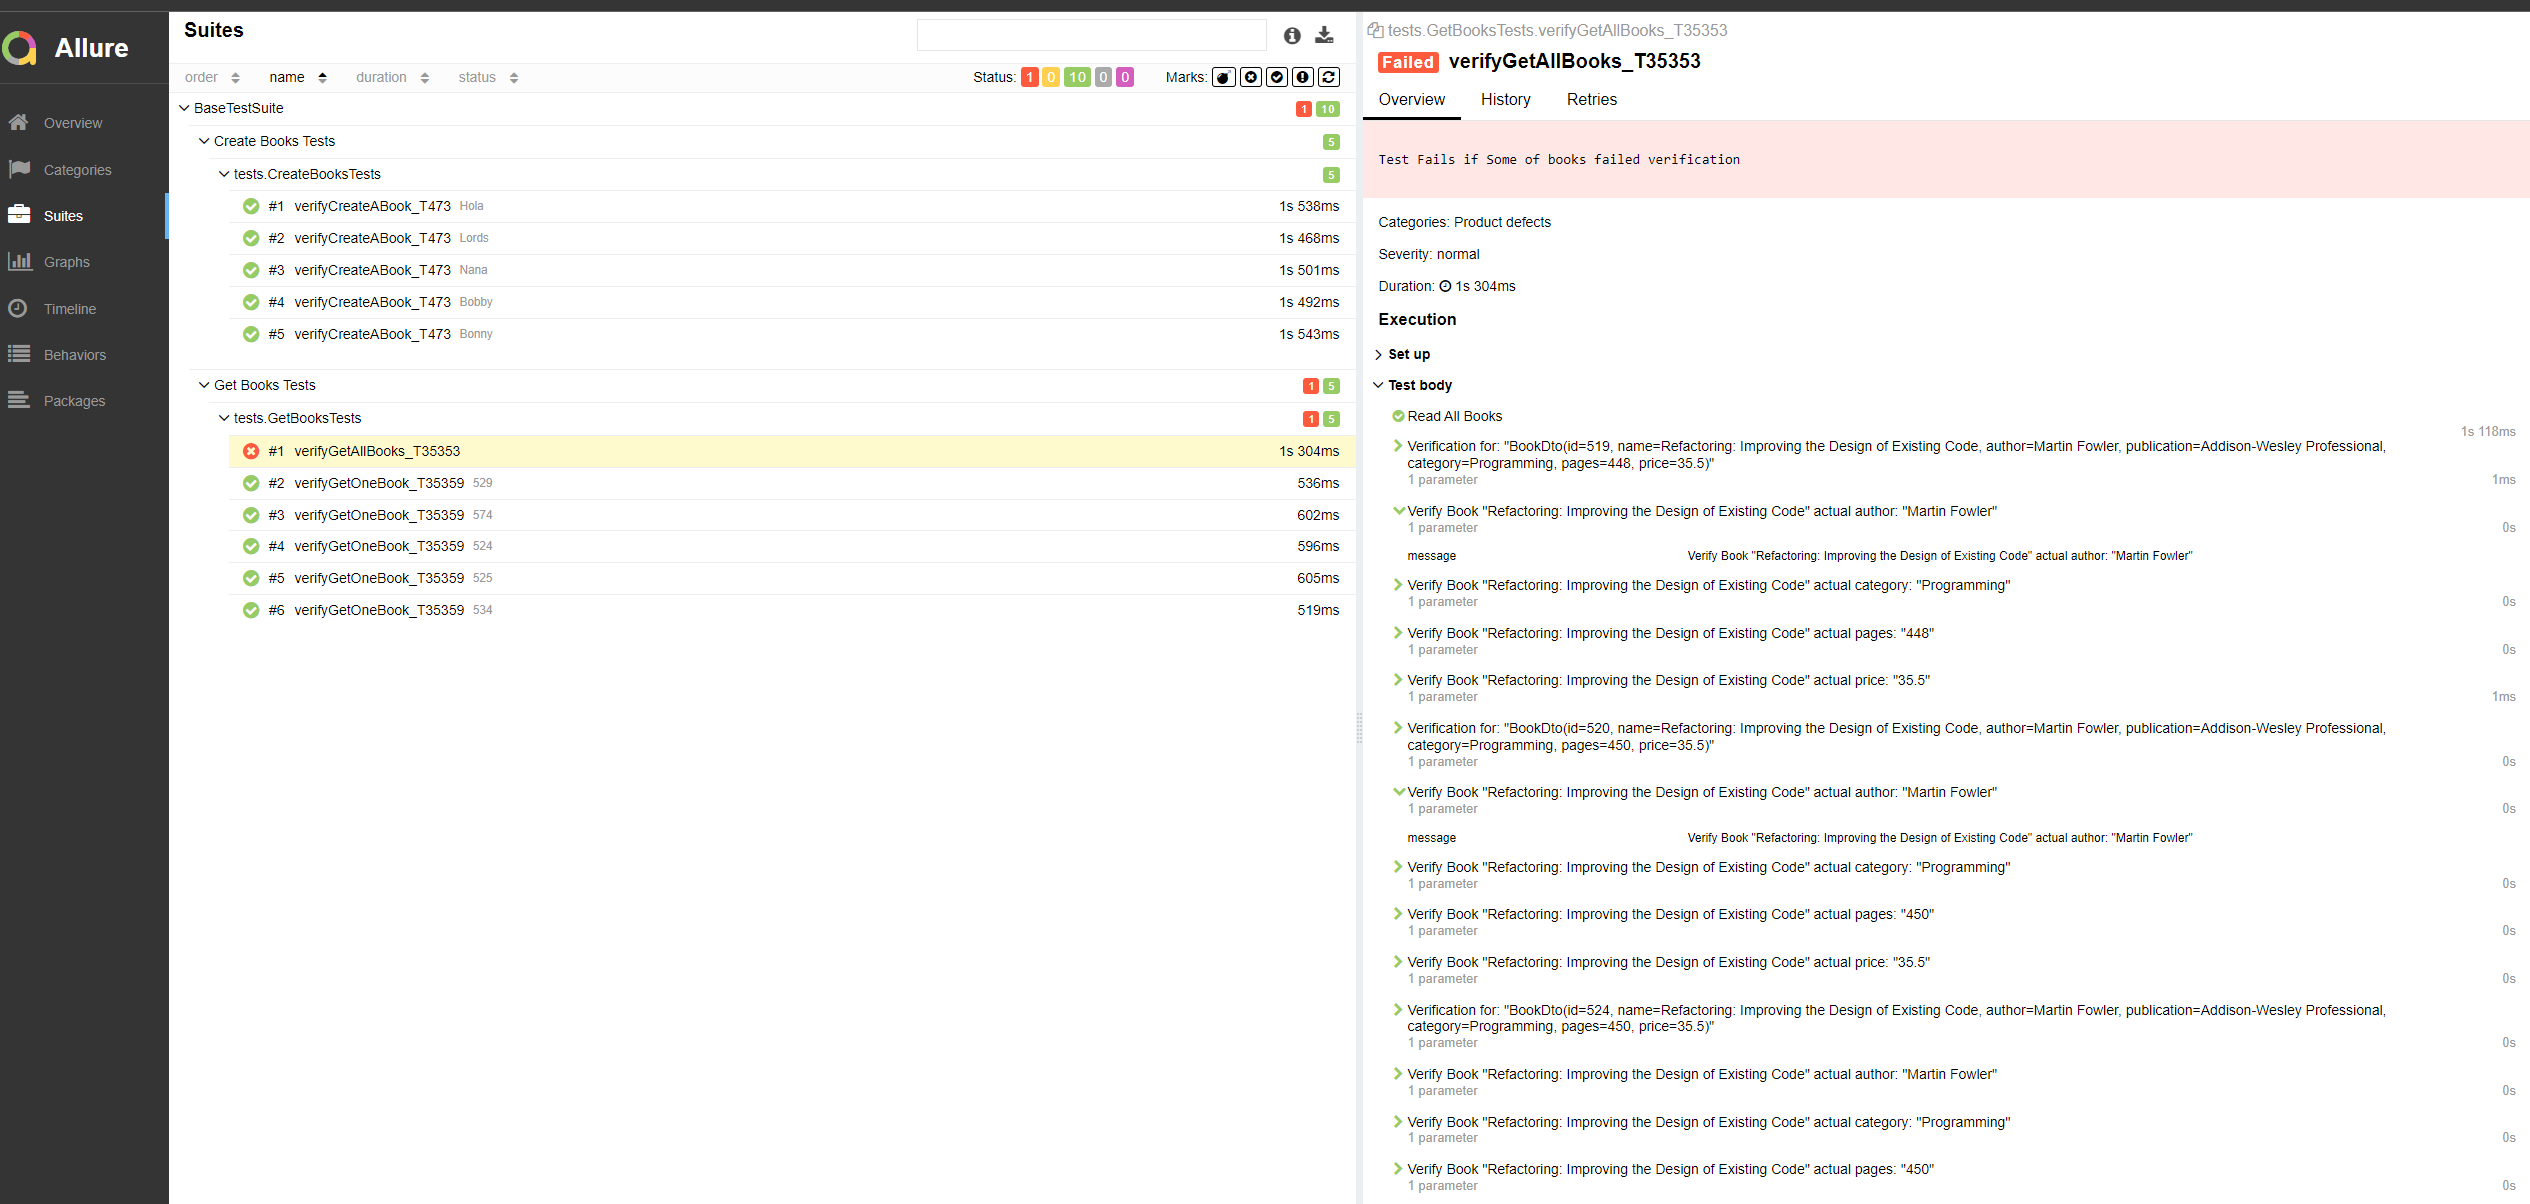 Allure
Overview
Categories
Suites
Graphs
Timeline
Behaviors
Packages
Suites
order name duration status
Status: 1 0 10 0 0 Marks:
BaseTestSuite 1 10
Create Books Tests 5
tests.CreateBooksTests 5
#1 verifyCreateABook_T473 Hola 1s 538ms
#2 verifyCreateABook_T473 Lords 1s 468ms
#3 verifyCreateABook_T473 Nana 1s 501ms
#4 verifyCreateABook_T473 Bobby 1s 492ms
#5 verifyCreateABook_T473 Bonny 1s 543ms
Get Books Tests 1 5
tests.GetBooksTests 1 5
#1 verifyGetAllBooks_T35353 1s 304ms
#2 verifyGetOneBook_T35359 529 536ms
#3 verifyGetOneBook_T35359 574 602ms
#4 verifyGetOneBook_T35359 524 596ms
#5 verifyGetOneBook_T35359 525 605ms
#6 verifyGetOneBook_T35359 534 519ms
tests.GetBooksTests.verifyGetAllBooks_T35353
Failed verifyGetAllBooks_T35353
Overview History Retries
Test Fails if Some of books failed verification
Categories: Product defects
Severity: normal
Duration: 1s 304ms
Execution
Set up
Test body
Read All Books
1s 118ms
Verification for: "BookDto(id=519, name=Refactoring: Improving the Design of Existing Code, author=Martin Fowler, publication=Addison-Wesley Professional,
category=Programming, pages=448, price=35.5)"
1 parameter 1ms
Verify Book "Refactoring: Improving the Design of Existing Code" actual author: "Martin Fowler"
1 parameter 0s
message Verify Book "Refactoring: Improving the Design of Existing Code" actual author: "Martin Fowler"
Verify Book "Refactoring: Improving the Design of Existing Code" actual category: "Programming"
1 parameter 0s
Verify Book "Refactoring: Improving the Design of Existing Code" actual pages: "448"
1 parameter 0s
Verify Book "Refactoring: Improving the Design of Existing Code" actual price: "35.5"
1 parameter 1ms
Verification for: "BookDto(id=520, name=Refactoring: Improving the Design of Existing Code, author=Martin Fowler, publication=Addison-Wesley Professional,
category=Programming, pages=450, price=35.5)"
1 parameter 0s
Verify Book "Refactoring: Improving the Design of Existing Code" actual author: "Martin Fowler"
1 parameter 0s
message Verify Book "Refactoring: Improving the Design of Existing Code" actual author: "Martin Fowler"
Verify Book "Refactoring: Improving the Design of Existing Code" actual category: "Programming"
1 parameter 0s
Verify Book "Refactoring: Improving the Design of Existing Code" actual pages: "450"
1 parameter 0s
Verify Book "Refactoring: Improving the Design of Existing Code" actual price: "35.5"
1 parameter 0s
Verification for: "BookDto(id=524, name=Refactoring: Improving the Design of Existing Code, author=Martin Fowler, publication=Addison-Wesley Professional,
category=Programming, pages=450, price=35.5)"
1 parameter 0s
Verify Book "Refactoring: Improving the Design of Existing Code" actual author: "Martin Fowler"
1 parameter 0s
Verify Book "Refactoring: Improving the Design of Existing Code" actual category: "Programming"
1 parameter 0s
Verify Book "Refactoring: Improving the Design of Existing Code" actual pages: "450"
1 parameter 0s